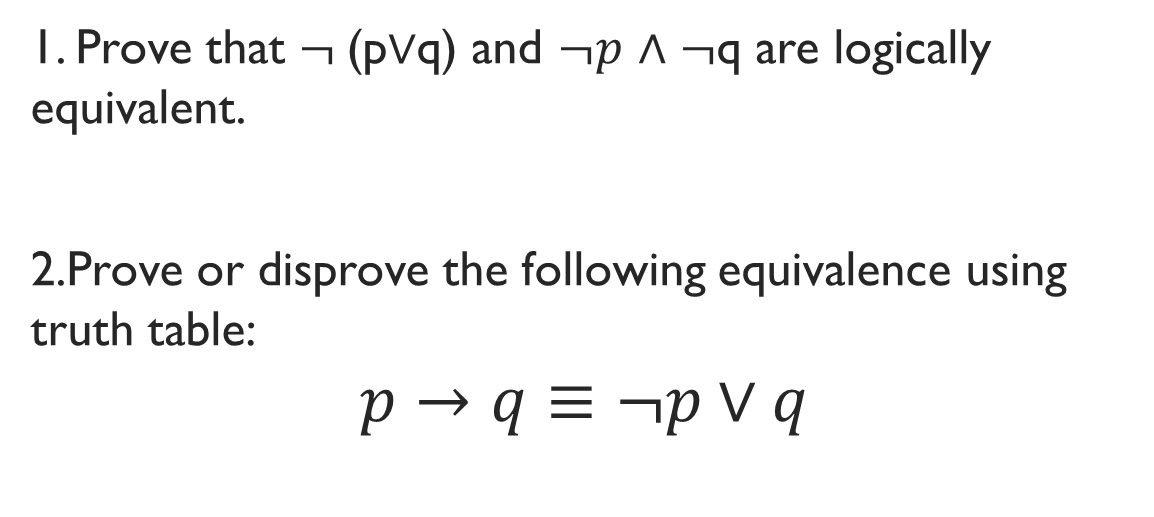 1. Prove that ¬ (p∨q) and ¬p ∧ ¬q are logically
equivalent.
2.Prove or disprove the following equivalence using
truth table:
p → q ≡ ¬p ∨ q